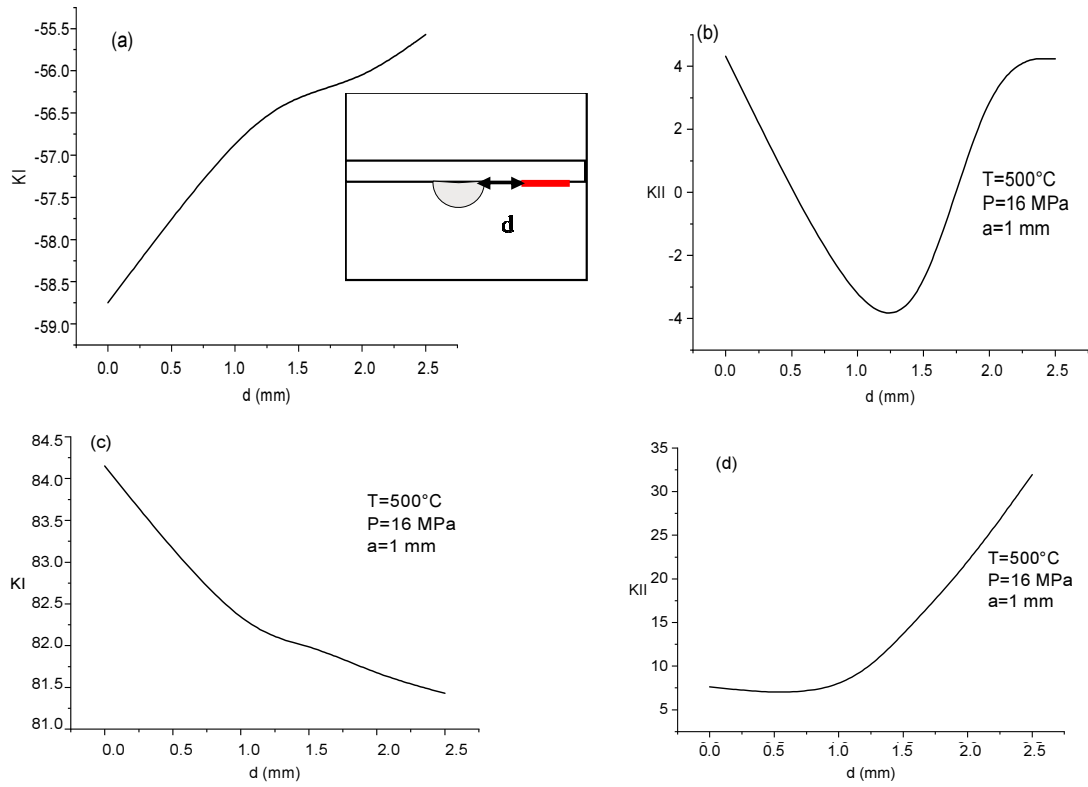 (a)
-55.5
-56.0
-56.5
-57.0
-57.5
-58.0
-58.5
-59.0
KI
0.0 0.5 1.0 1.5 2.0 2.5
d (mm)
d
(b)
4
2
KII 0
-2
-4
T=500°C
P=16 MPa
a=1 mm
0.0 0.5 1.0 1.5 2.0 2.5
d (mm)
(c)
84.5
84.0
83.5
83.0
82.5
82.0
81.5
81.0
KI
T=500°C
P=16 MPa
a=1 mm
0.0 0.5 1.0 1.5 2.0 2.5
d (mm)
(d)
35
30
25
20
15
10
5
KII
T=500°C
P=16 MPa
a=1 mm
0.0 0.5 1.0 1.5 2.0 2.5
d (mm)